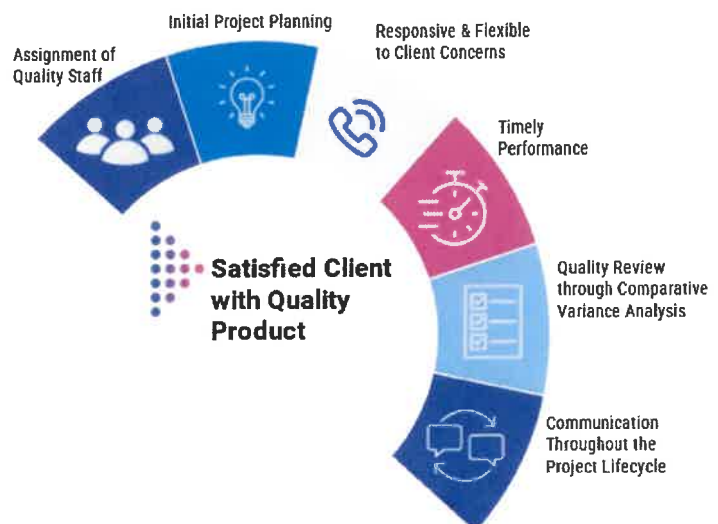 Initial Project Planning
Assignment of
Quality Staff
Responsive & Flexible
to Client Concerns
Timely
Performance
Quality Review
through Comparative
Variance Analysis
Communication
Throughout the
Project Lifecycle
Satisfied Client
with Quality
Product